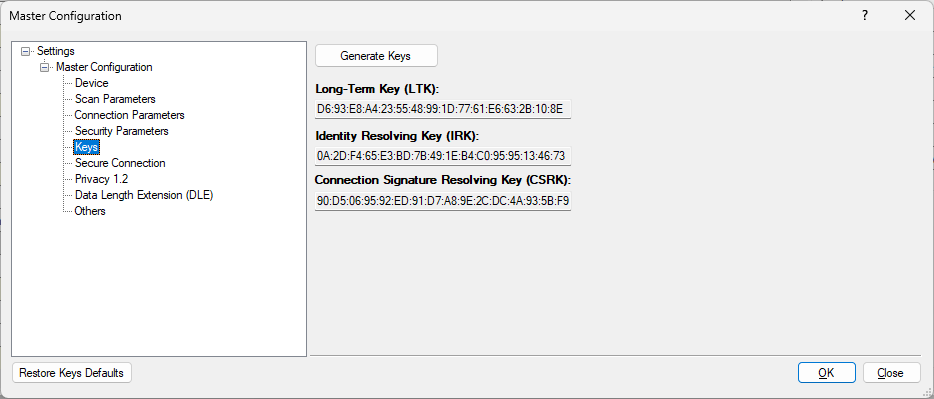 Master Configuration
?
Settings
Master Configuration
Device
Scan Parameters
Connection Parameters
Security Parameters
Keys
Secure Connection
Privacy 1.2
Data Length Extension (DLE)
Others
Generate Keys
Long-Term Key (LTK):
D6:93:E8:A4:23:55:48:99:1D:77:61:E6:63:2B:10:8E
Identity Resolving Key (IRK):
0A:2D:F4:65:E3:BD:7B:49:1E:B4:C0:95:95:13:46:73
Connection Signature Resolving Key (CSRK):
90:D5:06:95:92:ED:91:D7:A8:9E:2C:DC:4A:93:5B:F9
Restore Keys Defaults
OK
Close